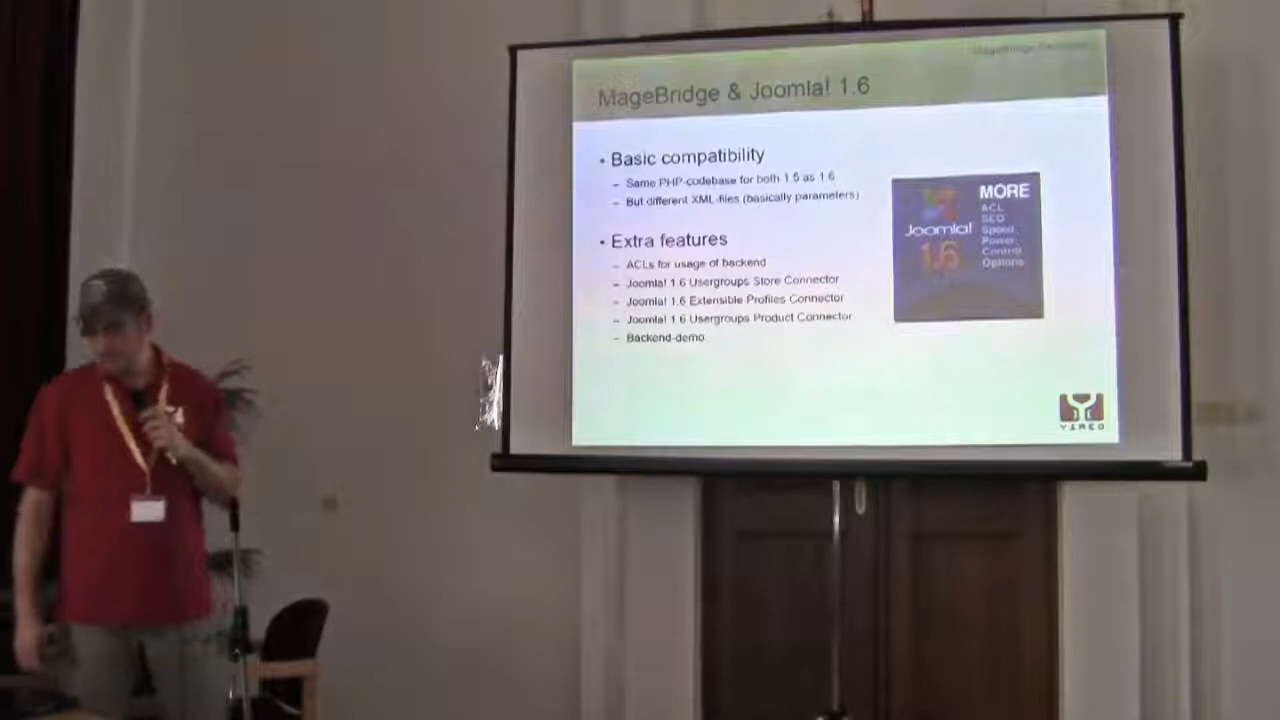 MageBridge & Joomla! 1.6
• Basic compatibility
– Same PHP-codebase for both 1.5 as 1.6
– But different XML-files (basically parameters)
• Extra features
– ACLs for usage of backend
– Joomla! 1.6 Usergroups Store Connector
– Joomla! 1.6 Extensible Profiles Connector
– Joomla! 1.6 Usergroups Product Connector
– Backend-demo
Joomla!
1.6
MORE
ACL
SEO
Speed
Power
Control
Options
YIREO